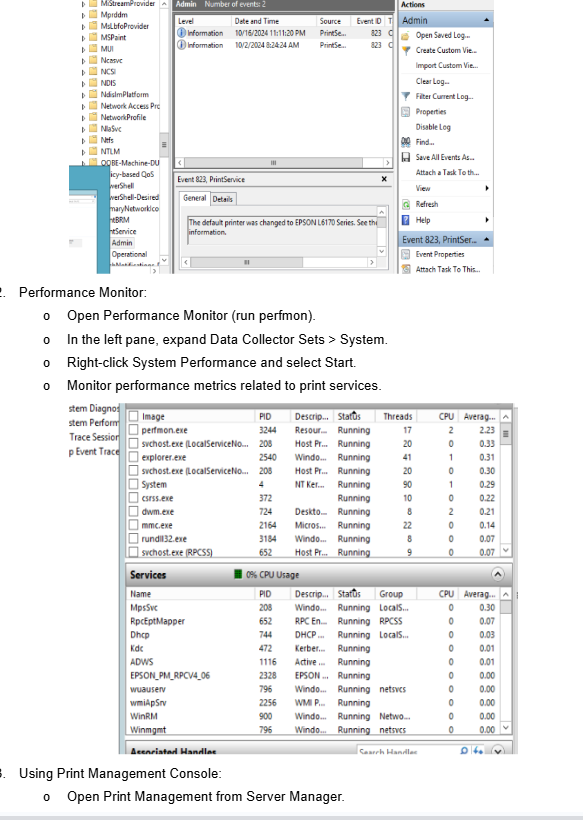 MiStreamProvider
Mprddm
MsLbfoProvider
MSPaint
MUI
Ncasvc
NCSI
NDIS
NdisImPlatform
Network Access Prc
NetworkProfile
NlaSvc
Ntfs
NTLM
OOBE-Machine-DU
icy-based QoS
verShell
verShell-Desired
maryNetworkIco
ntBRM
ntService
Admin
Operational
Admin Number of events: 2
Level Date and Time Source Event ID T
Information 10/16/2024 11:11:20 PM PrintSe... 823 C
Information 10/2/2024 8:24:24 AM PrintSe... 823 C
Event 823, PrintService
General Details
The default printer was changed to EPSON L6170 Series. See the
information.
Actions
Admin
Open Saved Log...
Create Custom Vie...
Import Custom Vie...
Clear Log...
Filter Current Log...
Properties
Disable Log
Find...
Save All Events As...
Attach a Task To th...
View
Refresh
Help
Event 823, PrintSer...
Event Properties
Attach Task To This...
. Performance Monitor:
o Open Performance Monitor (run perfmon).
o In the left pane, expand Data Collector Sets > System.
o Right-click System Performance and select Start.
o Monitor performance metrics related to print services.
stem Diagnos
stem Perform
Trace Session
p Event Trace
Image PID Descrip... Status Threads CPU Averag...
perfmon.exe 3244 Resour... Running 17 2 2.23
svchost.exe (LocalServiceNo... 208 Host Pr... Running 20 0 0.33
explorer.exe 2540 Windo... Running 41 1 0.31
svchost.exe (LocalServiceNo... 208 Host Pr... Running 20 0 0.30
System 4 NT Ker... Running 90 1 0.29
csrss.exe 372 Running 10 0 0.22
dwm.exe 724 Deskto... Running 8 2 0.21
mmc.exe 2164 Micros... Running 22 0 0.14
rundll32.exe 3184 Windo... Running 8 0 0.07
svchost.exe (RPCSS) 652 Host Pr... Running 9 0 0.07
Services 0% CPU Usage
Name PID Descrip... Status Group CPU Averag...
MpsSvc 208 Windo... Running LocalS... 0 0.30
RpcEptMapper 652 RPC En... Running RPCSS 0 0.07
Dhcp 744 DHCP ... Running LocalS... 0 0.03
Kdc 472 Kerber... Running 0 0.01
ADWS 1116 Active ... Running 0 0.01
EPSON_PM_RPCV4_06 2328 EPSON ... Running 0 0.00
wuauserv 796 Windo... Running netsvcs 0 0.00
wmiApSrv 2256 WMI P... Running 0 0.00
WinRM 900 Windo... Running Netwo... 0 0.00
Winmgmt 796 Windo... Running netsvcs 0 0.00
Associated Handles Search Handles
. Using Print Management Console:
o Open Print Management from Server Manager.